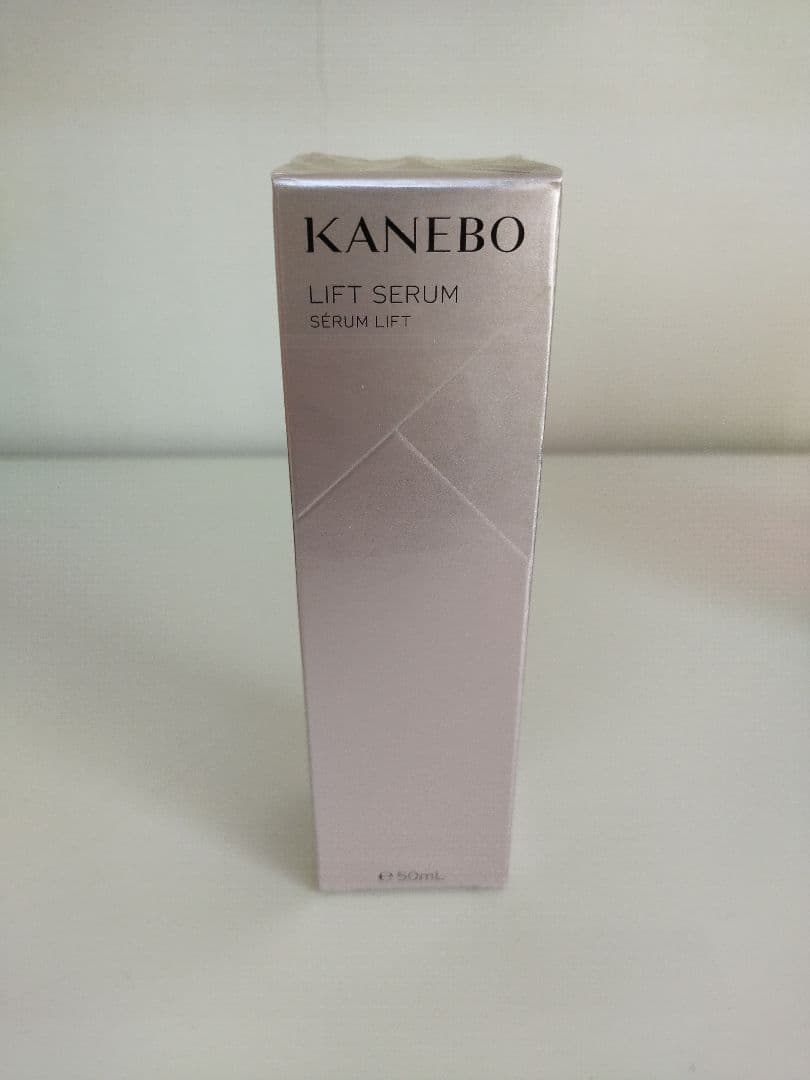 KANEBO
LIFT SERUM
SÉRUM LIFT
℮ 50mL